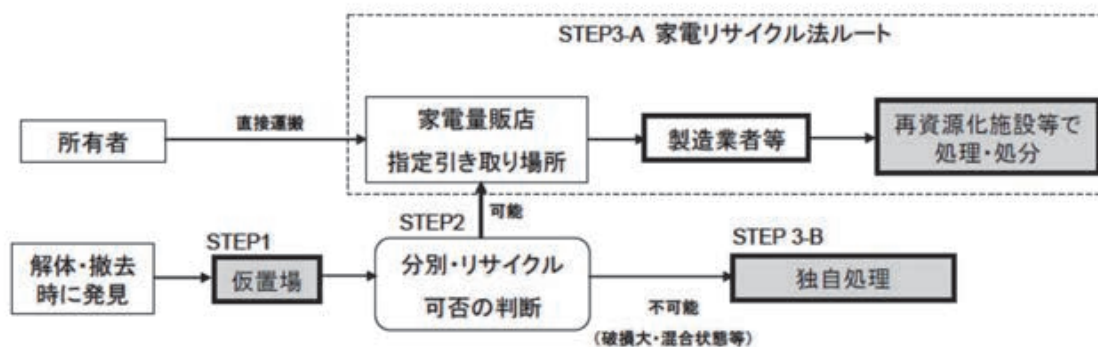 STEP3-A 家電リサイクル法ルート
所有者
直接運搬
家電量販店
指定引き取り場所
製造業者等
再資源化施設等で
処理・処分
解体・撤去
時に発見
STEP1
仮置場
STEP2
可能
分別・リサイクル
可否の判断
不可能
(破損大・混合状態等)
STEP 3-B
独自処理